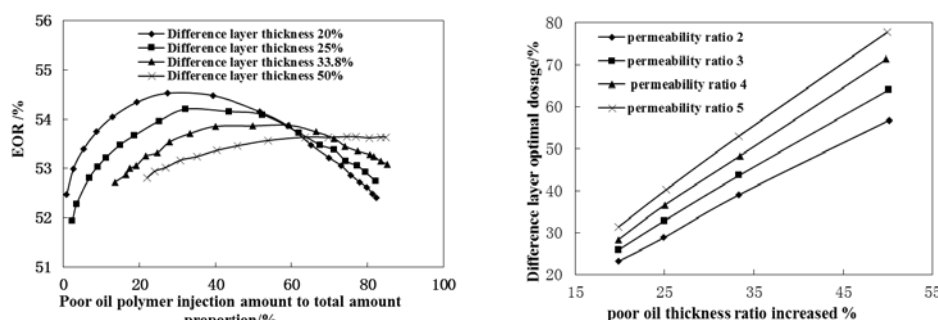 56
55
54
53
52
51
EOR /%
Difference layer thickness 20%
Difference layer thickness 25%
Difference layer thickness 33.8%
Difference layer thickness 50%
0 20 40 60 80 100
Poor oil polymer injection amount to total amount
proportion/%
80
70
60
50
40
30
20
Difference layer optimal dosage/%
permeability ratio 2
permeability ratio 3
permeability ratio 4
permeability ratio 5
15 25 35 45 55
poor oil thickness ratio increased %